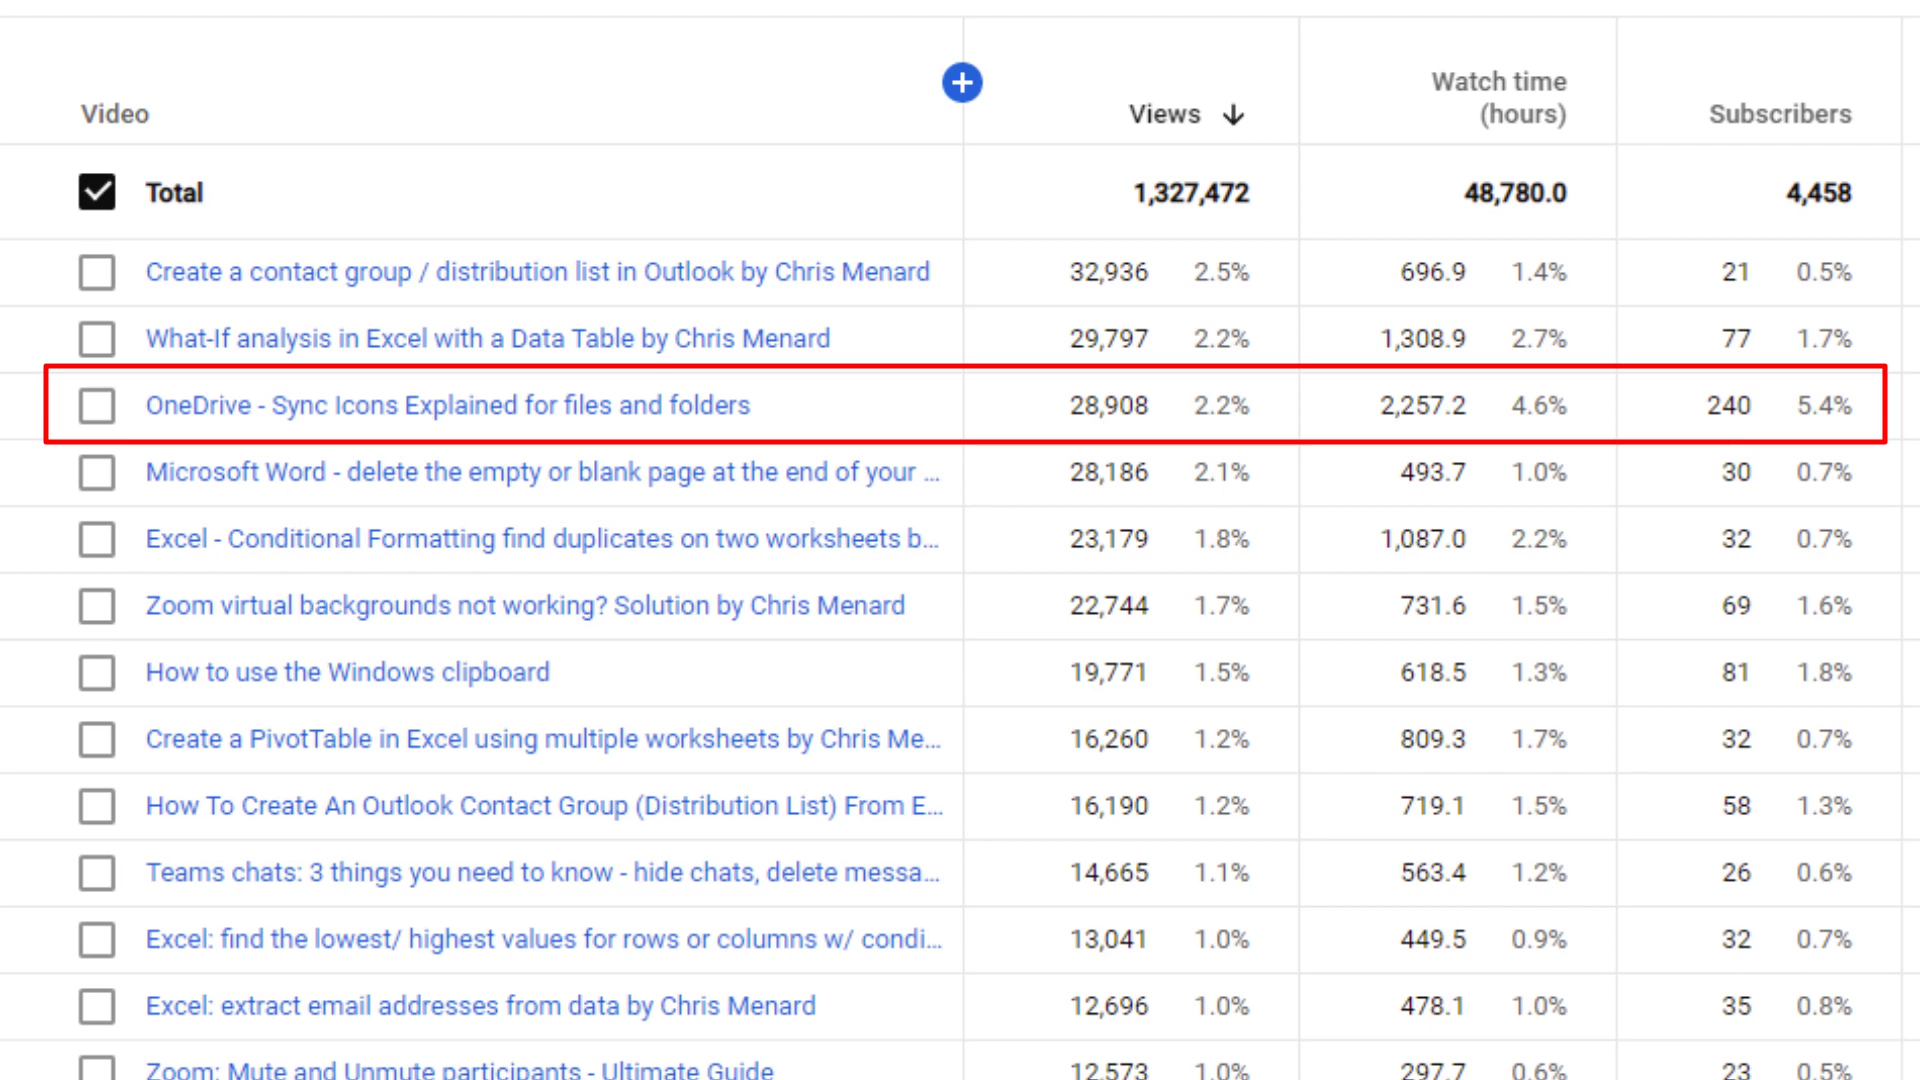 Video Views Watch time (hours) Subscribers
Total 1,327,472 48,780.0 4,458
Create a contact group / distribution list in Outlook by Chris Menard 32,936 2.5% 696.9 1.4% 21 0.5%
What-If analysis in Excel with a Data Table by Chris Menard 29,797 2.2% 1,308.9 2.7% 77 1.7%
OneDrive - Sync Icons Explained for files and folders 28,908 2.2% 2,257.2 4.6% 240 5.4%
Microsoft Word - delete the empty or blank page at the end of your ... 28,186 2.1% 493.7 1.0% 30 0.7%
Excel - Conditional Formatting find duplicates on two worksheets b... 23,179 1.8% 1,087.0 2.2% 32 0.7%
Zoom virtual backgrounds not working? Solution by Chris Menard 22,744 1.7% 731.6 1.5% 69 1.6%
How to use the Windows clipboard 19,771 1.5% 618.5 1.3% 81 1.8%
Create a PivotTable in Excel using multiple worksheets by Chris Me... 16,260 1.2% 809.3 1.7% 32 0.7%
How To Create An Outlook Contact Group (Distribution List) From E... 16,190 1.2% 719.1 1.5% 58 1.3%
Teams chats: 3 things you need to know - hide chats, delete messa... 14,665 1.1% 563.4 1.2% 26 0.6%
Excel: find the lowest/ highest values for rows or columns w/ condi... 13,041 1.0% 449.5 0.9% 32 0.7%
Excel: extract email addresses from data by Chris Menard 12,696 1.0% 478.1 1.0% 35 0.8%
Zoom: Mute and Unmute participants - Ultimate Guide 12,573 1.0% 297.7 0.6% 23 0.5%